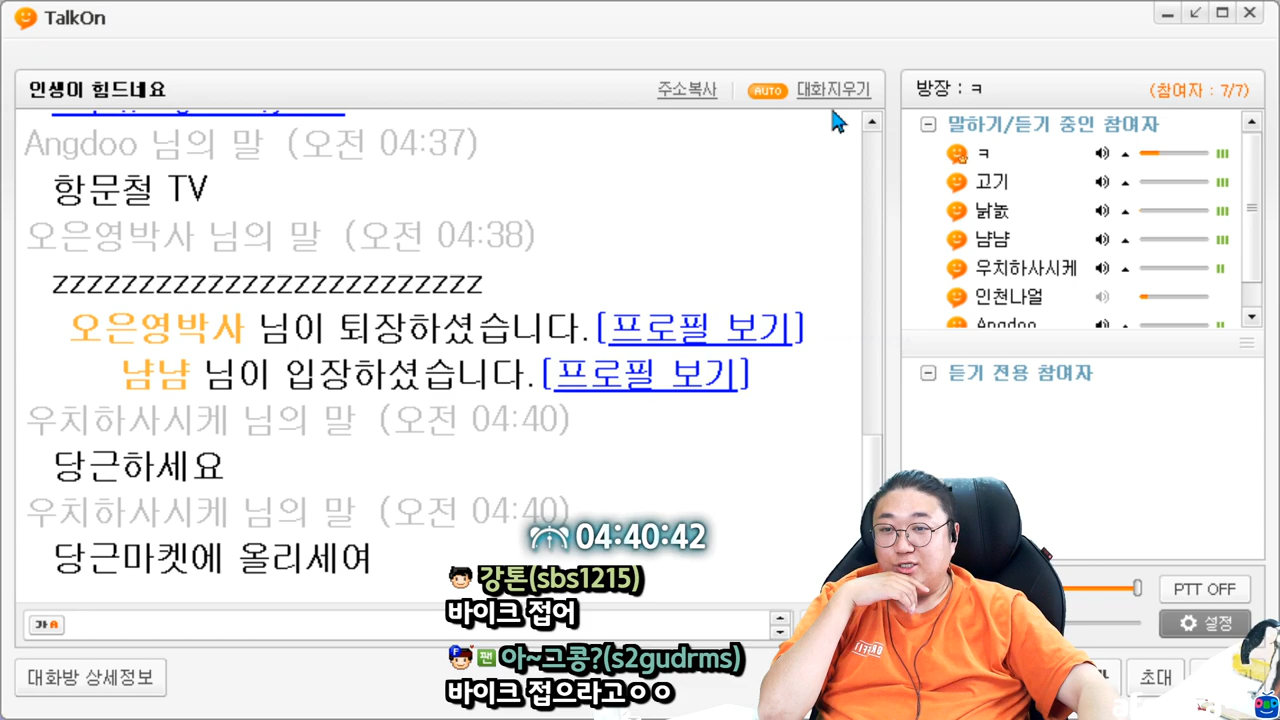 TalkOn
인생이 힘드네요
주소복사
AUTO
대화지우기
방장 : ㅋ
(참여자 : 7/7)
Angdoo 님의 말 (오전 04:37)
항문철 TV
오은영박사 님의 말 (오전 04:38)
zzzzzzzzzzzzzzzzzzzzzzzzz
오은영박사 님이 퇴장하셨습니다.[프로필 보기]
냠냠 님이 입장하셨습니다.[프로필 보기]
우치하사시케 님의 말 (오전 04:40)
당근하세요
우치하사시케 님의 말 (오전 04:40)
당근마켓에 올리세여
말하기/듣기 중인 참여자
ㅋ
고기
낡눐
냠냠
우치하사시케
인천나얼
Angdoo
듣기 전용 참여자
04:40:42
강톤(sbs1215)
바이크 접어
팬 아~그콩?(s2gudrms)
바이크 접으라고ㅇㅇ
가A
대화방 상세정보
PTT OFF
설정
초대